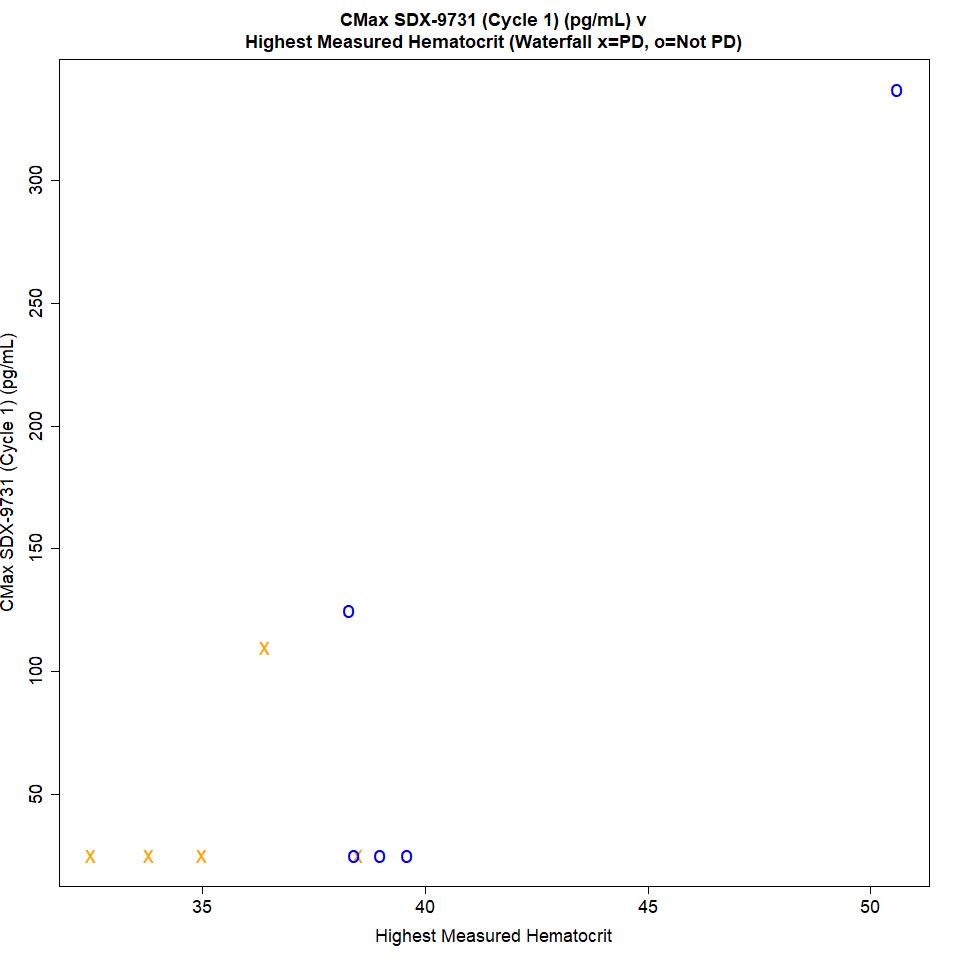 CMax SDX-9731 (Cycle 1) (pg/mL) v
Highest Measured Hematocrit (Waterfall x=PD, o=Not PD)
CMax SDX-9731 (Cycle 1) (pg/mL)
300
250
200
150
100
50
O
O
X
X
X
X
O
X
O
O
35
40
45
50
Highest Measured Hematocrit